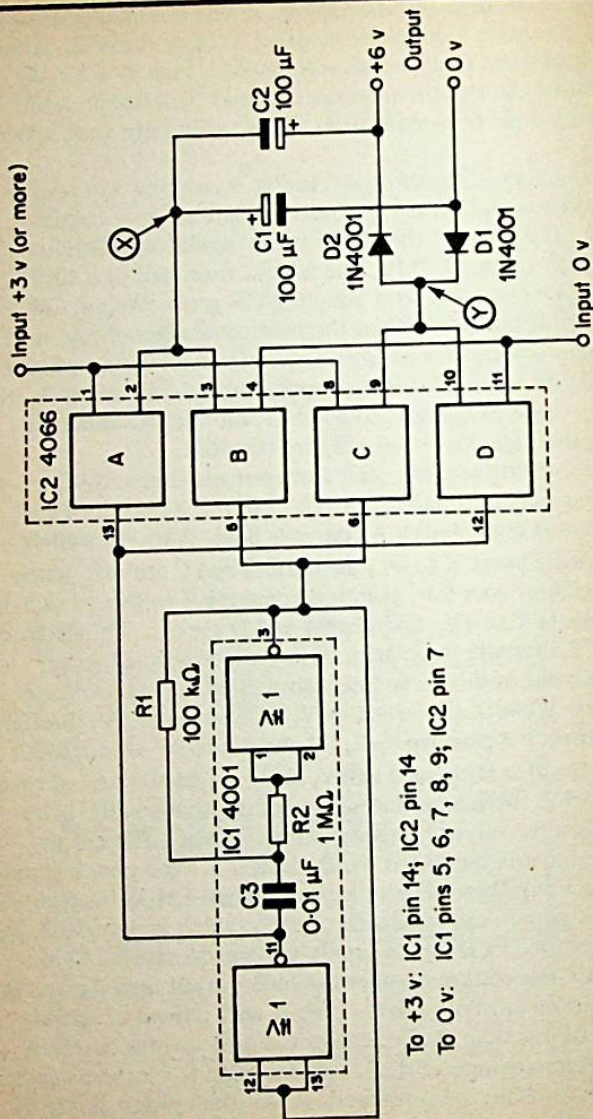 Input +3 v (or more)
IC2 4066
1
2
3
4
8
9
10
11
13
5
6
12
A
B
C
D
X
Y
C1
100 µF
+
C2
100 µF
+
D2
1N4001
D1
1N4001
+6 v
Output
0 v
Input 0 v
R1
100 kΩ
IC1 4001
⩾ 1
1
2
3
R2
1 MΩ
C3
0·01 µF
⩾ 1
11
12
13
To +3 v: IC1 pin 14; IC2 pin 14
To 0 v: IC1 pins 5, 6, 7, 8, 9; IC2 pin 7